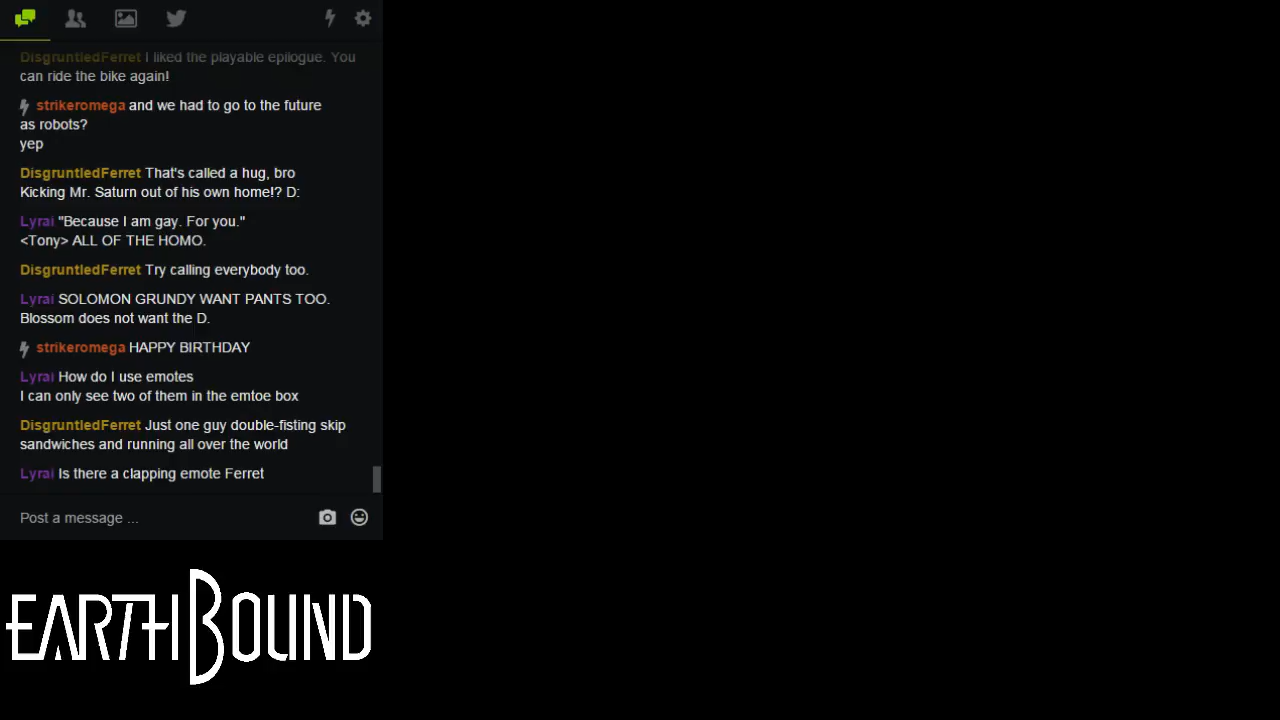 DisgruntledFerret I liked the playable epilogue. You
can ride the bike again!
strikeromega and we had to go to the future
as robots?
yep
DisgruntledFerret That's called a hug, bro
Kicking Mr. Saturn out of his own home!? D:
Lyrai "Because I am gay. For you."
<Tony> ALL OF THE HOMO.
DisgruntledFerret Try calling everybody too.
Lyrai SOLOMON GRUNDY WANT PANTS TOO.
Blossom does not want the D.
strikeromega HAPPY BIRTHDAY
Lyrai How do I use emotes
I can only see two of them in the emtoe box
DisgruntledFerret Just one guy double-fisting skip
sandwiches and running all over the world
Lyrai Is there a clapping emote Ferret
Post a message ...
EARTHBOUND